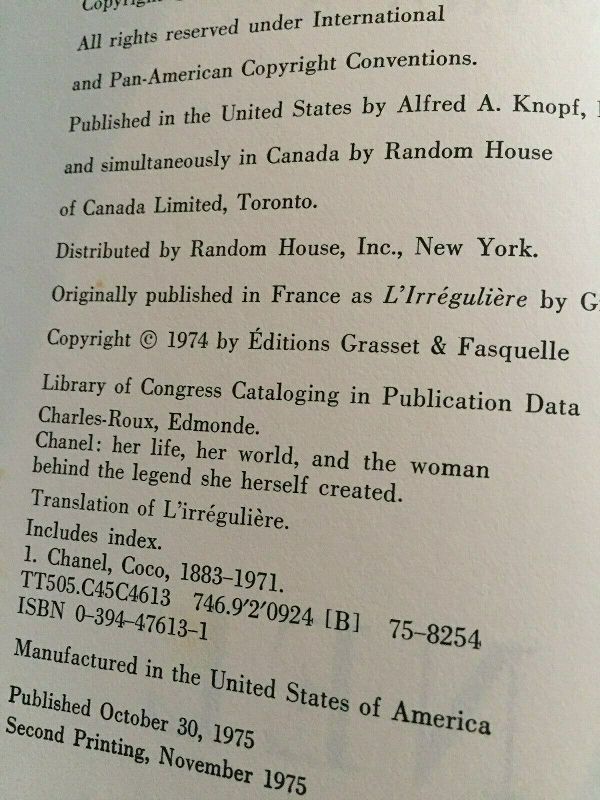 Copyright
All rights reserved under International
and Pan-American Copyright Conventions.
Published in the United States by Alfred A. Knopf,
and simultaneously in Canada by Random House
of Canada Limited, Toronto.
Distributed by Random House, Inc., New York.
Originally published in France as L'Irrégulière by
Copyright © 1974 by Éditions Grasset & Fasquelle
Library of Congress Cataloging in Publication Data
Charles-Roux, Edmonde.
Chanel: her life, her world, and the woman
behind the legend she herself created.
Translation of L'irrégulière.
Includes index.
1. Chanel, Coco, 1883–1971.
TT505.C45C4613 746.9′2′0924 [B] 75–8254
ISBN 0–394–47613–1
Manufactured in the United States of America
Published October 30, 1975
Second Printing, November 1975